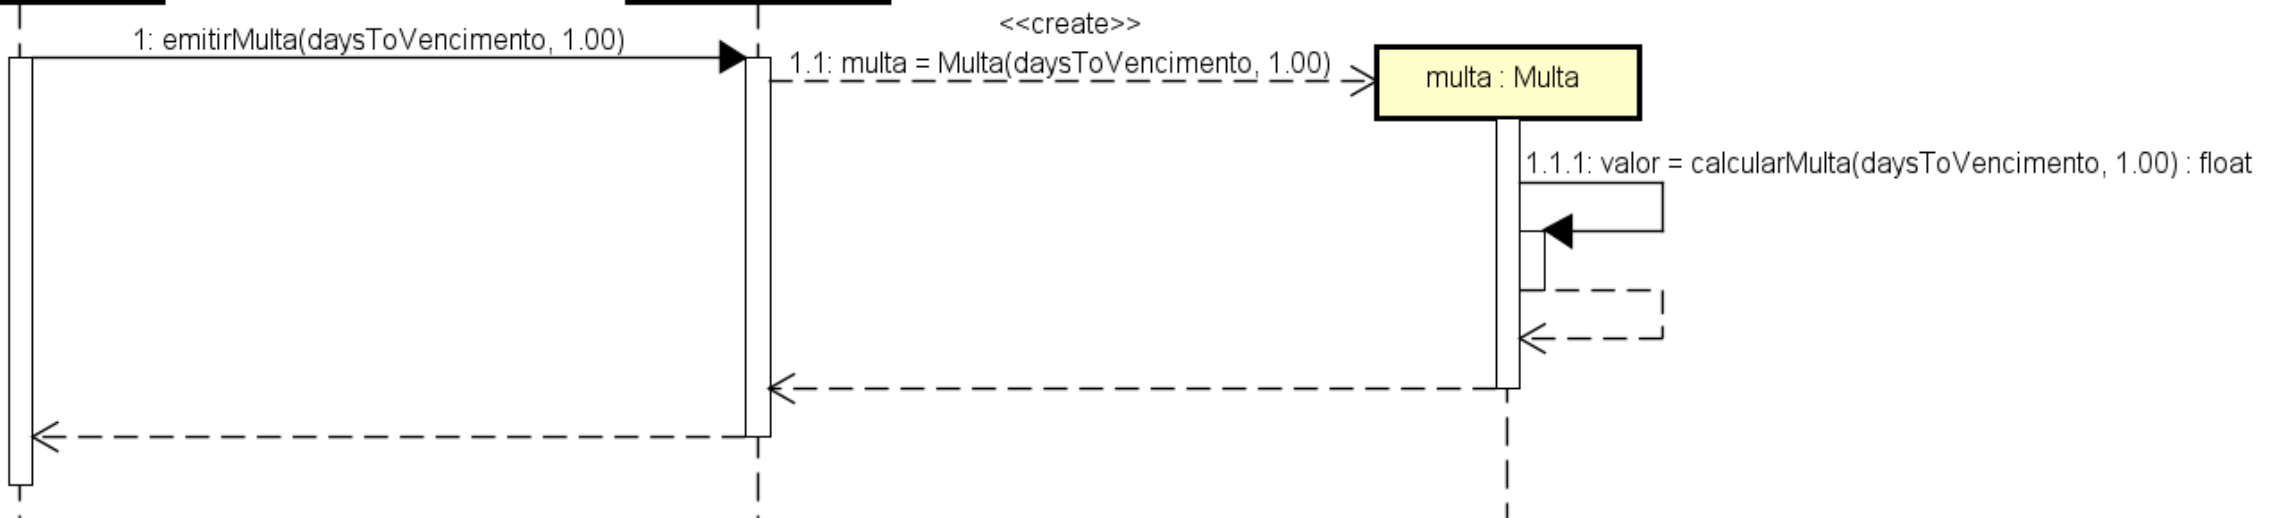 <<create>>
1: emitirMulta(daysToVencimento, 1.00)
1.1: multa = Multa(daysToVencimento, 1.00)
multa : Multa
1.1.1: valor = calcularMulta(daysToVencimento, 1.00) : float